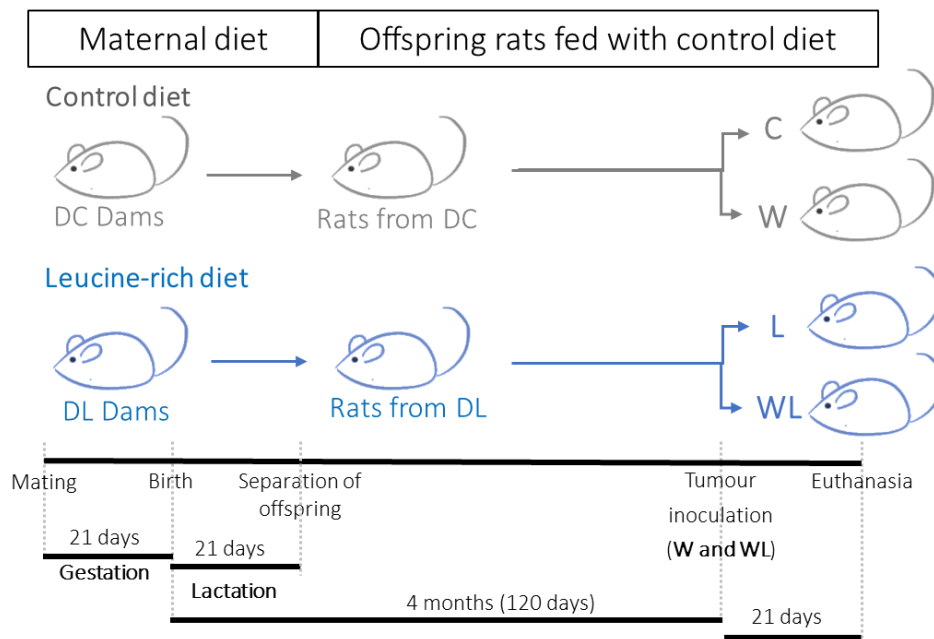 Maternal diet
Offspring rats fed with control diet
Control diet
C
DC Dams
Rats from DC
W
Leucine-rich diet
L
DL Dams
Rats from DL
WL
Mating
Birth
Separation of
offspring
Tumour
inoculation
(W and WL)
Euthanasia
21 days
Gestation
21 days
Lactation
4 months (120 days)
21 days